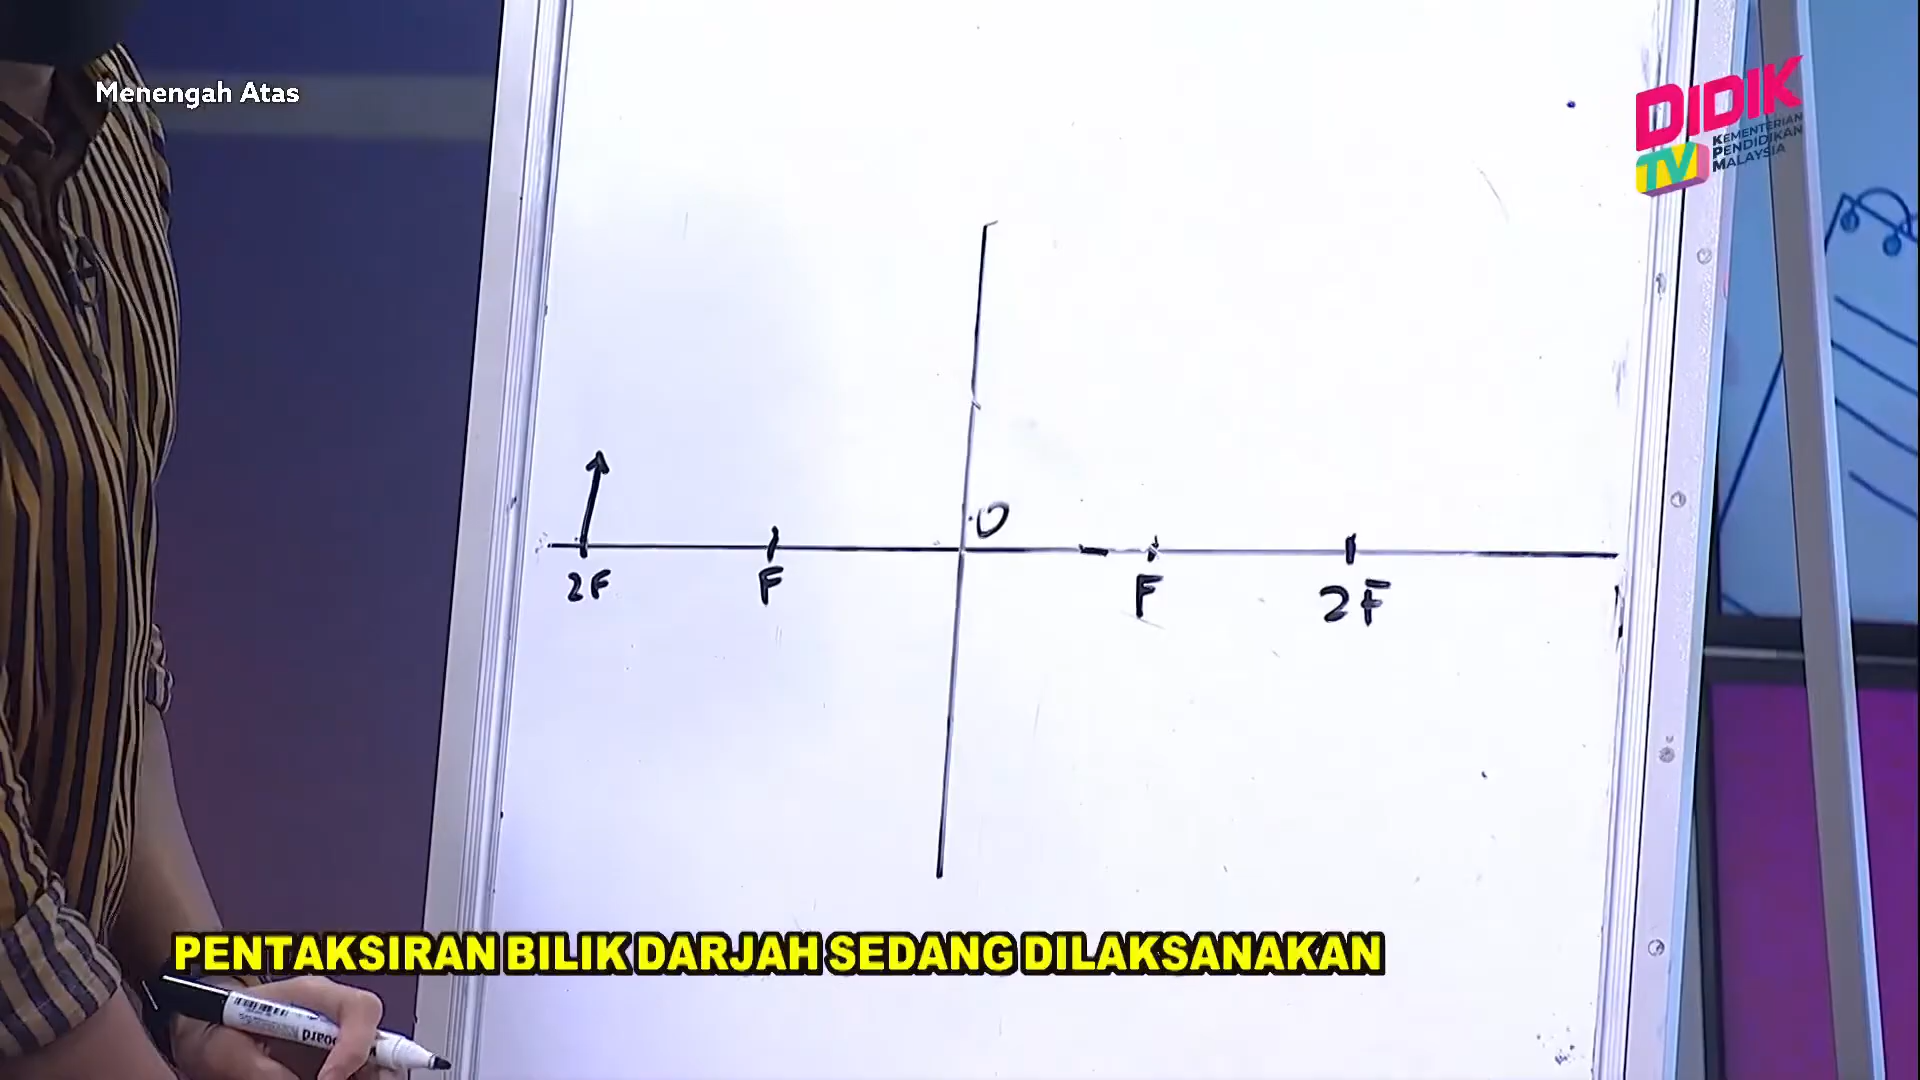 Menengah Atas
DIDIK
TV
KEMENTERIAN
PENDIDIKAN
MALAYSIA
O
2F
F
F
2F
PENTAKSIRAN BILIK DARJAH SEDANG DILAKSANAKAN